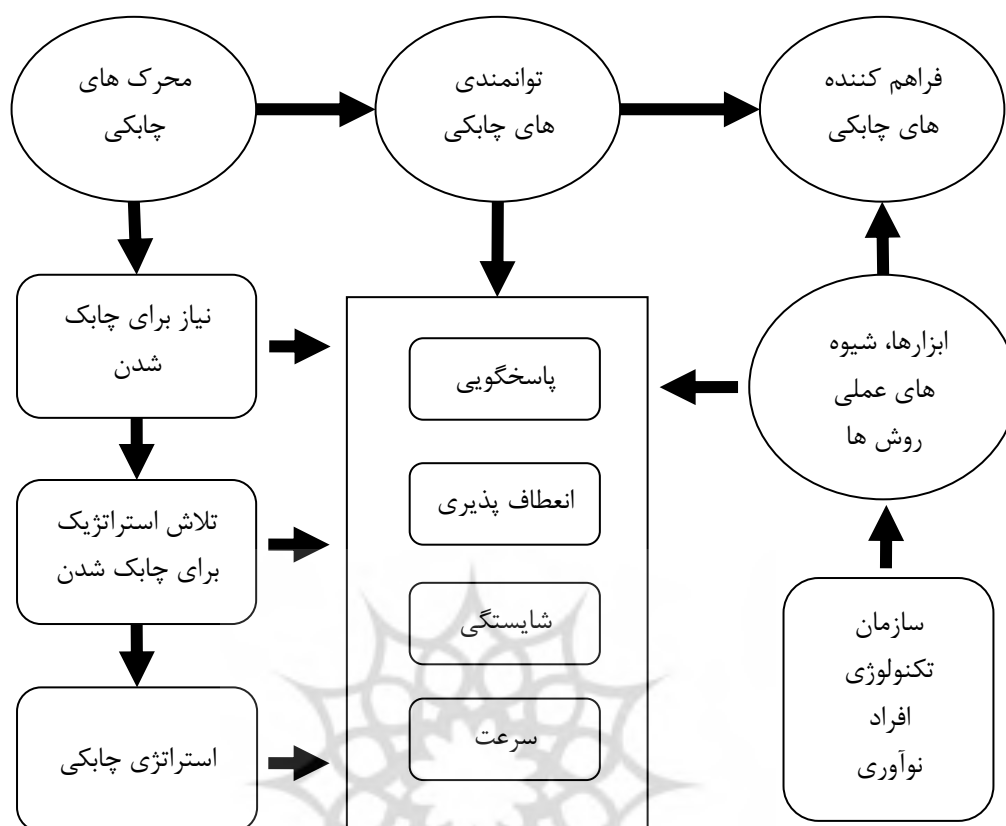 محرک های
چابکی
توانمندی
های چابکی
فراهم کننده
های چابکی
نیاز برای چابک
شدن
تلاش استراتژیک
برای چابک شدن
استراتژی چابکی
پاسخگویی
انعطاف پذیری
شایستگی
سرعت
ابزارها، شیوه
های عملی
روش ها
سازمان
تکنولوژی
افراد
نوآوری